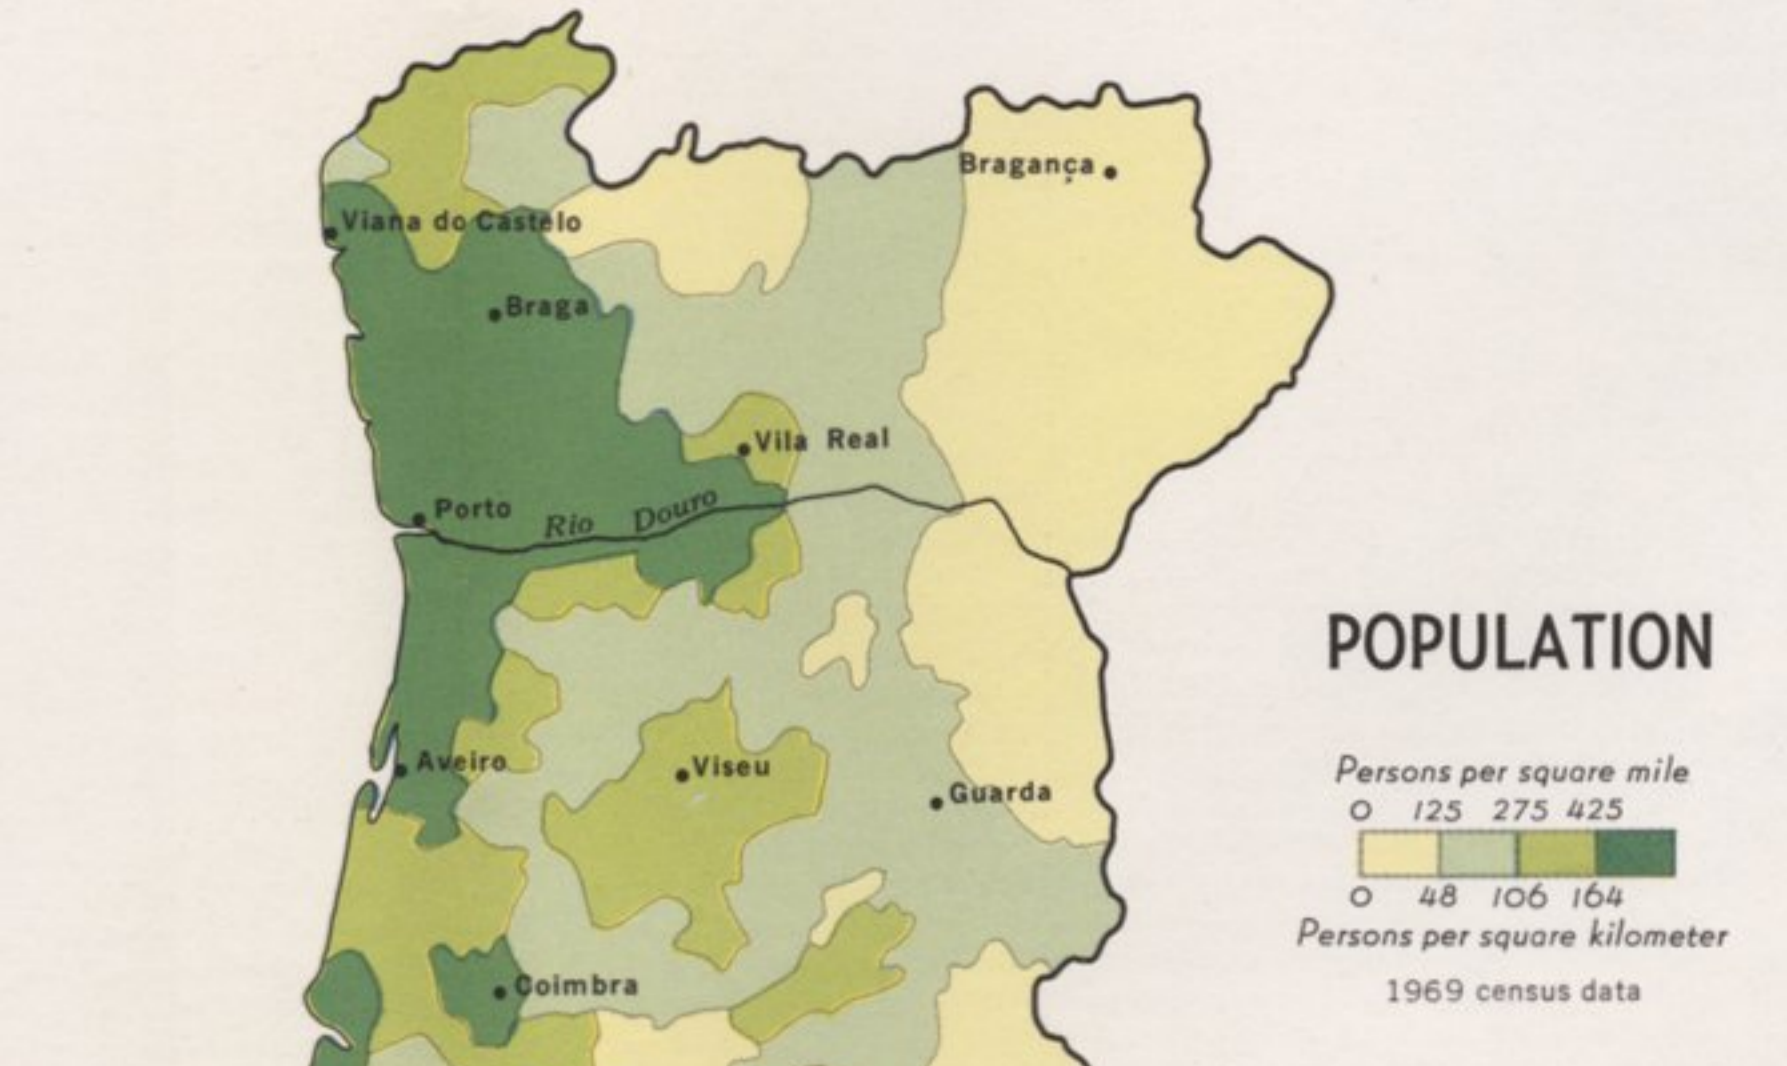 Bragança
Viana do Castelo
Braga
Vila Real
Porto
Rio Douro
Aveiro
Viseu
Guarda
Coimbra
POPULATION
Persons per square mile
0 125 275 425
0 48 106 164
Persons per square kilometer
1969 census data